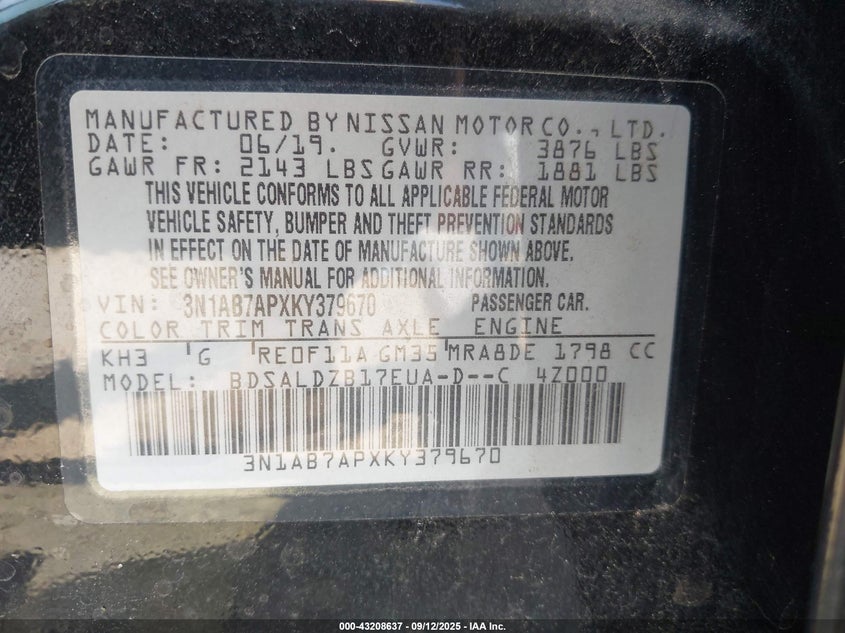 MANUFACTURED BY NISSAN MOTOR CO., LTD.
DATE: 06/19. GVWR: 3876 LBS
GAWR FR: 2143 LBS GAWR RR: 1881 LBS
THIS VEHICLE CONFORMS TO ALL APPLICABLE FEDERAL MOTOR
VEHICLE SAFETY, BUMPER AND THEFT PREVENTION STANDARDS
IN EFFECT ON THE DATE OF MANUFACTURE SHOWN ABOVE.
SEE OWNER'S MANUAL FOR ADDITIONAL INFORMATION.
VIN: 3N1AB7APXKY379670 PASSENGER CAR.
COLOR TRIM TRANS AXLE ENGINE
KH3 'G 'RE0F11A GM35 'MRA8DE 1798 CC
MODEL: BDSALDZB17EUA-D--C 4Z000
3N1AB7APXKY379670
000-43208637 - 09/12/2025 - IAA Inc.